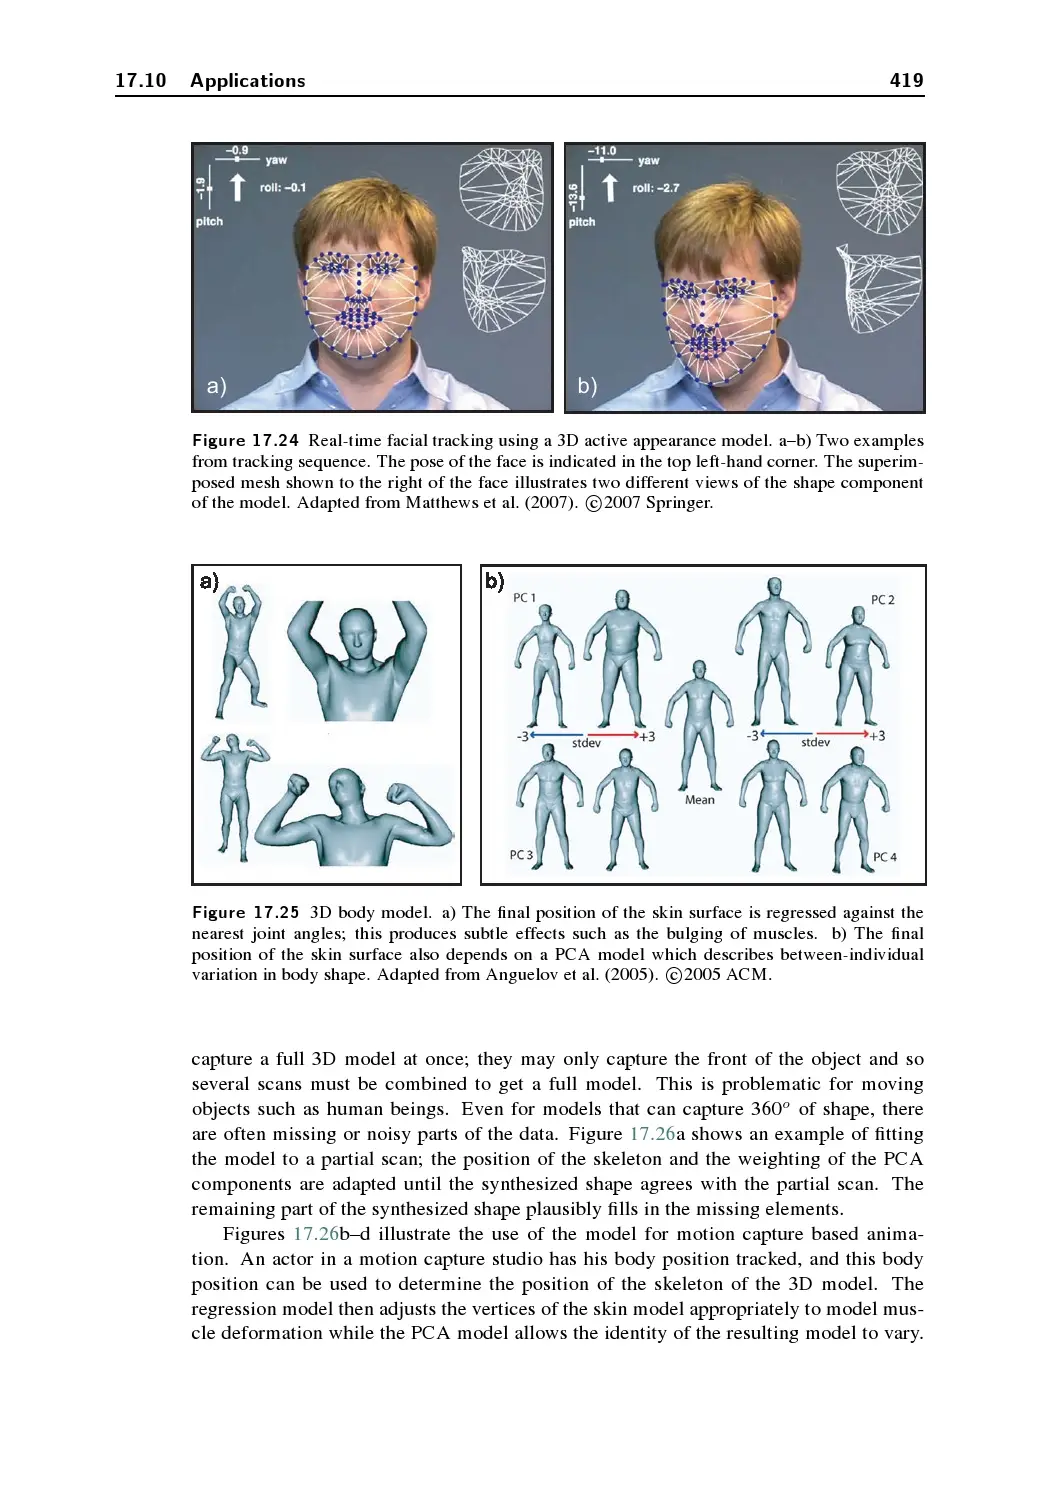 17.10 Applications 419
−0.9
yaw
−1.9
roll: −0.1
pitch
a)
−11.0
yaw
−13.6
roll: −2.7
pitch
b)
Figure 17.24 Real-time facial tracking using a 3D active appearance model. a–b) Two examples
from tracking sequence. The pose of the face is indicated in the top left-hand corner. The superim-
posed mesh shown to the right of the face illustrates two different views of the shape component
of the model. Adapted from Matthews et al. (2007). ©2007 Springer.
a)
b)
PC 1
PC 2
-3 stdev +3
-3 stdev +3
Mean
PC 3
PC 4
Figure 17.25 3D body model. a) The final position of the skin surface is regressed against the
nearest joint angles; this produces subtle effects such as the bulging of muscles. b) The final
position of the skin surface also depends on a PCA model which describes between-individual
variation in body shape. Adapted from Anguelov et al. (2005). ©2005 ACM.
capture a full 3D model at once; they may only capture the front of the object and so
several scans must be combined to get a full model. This is problematic for moving
objects such as human beings. Even for models that can capture 360° of shape, there
are often missing or noisy parts of the data. Figure 17.26a shows an example of fitting
the model to a partial scan; the position of the skeleton and the weighting of the PCA
components are adapted until the synthesized shape agrees with the partial scan. The
remaining part of the synthesized shape plausibly fills in the missing elements.
Figures 17.26b–d illustrate the use of the model for motion capture based anima-
tion. An actor in a motion capture studio has his body position tracked, and this body
position can be used to determine the position of the skeleton of the 3D model. The
regression model then adjusts the vertices of the skin model appropriately to model mus-
cle deformation while the PCA model allows the identity of the resulting model to vary.